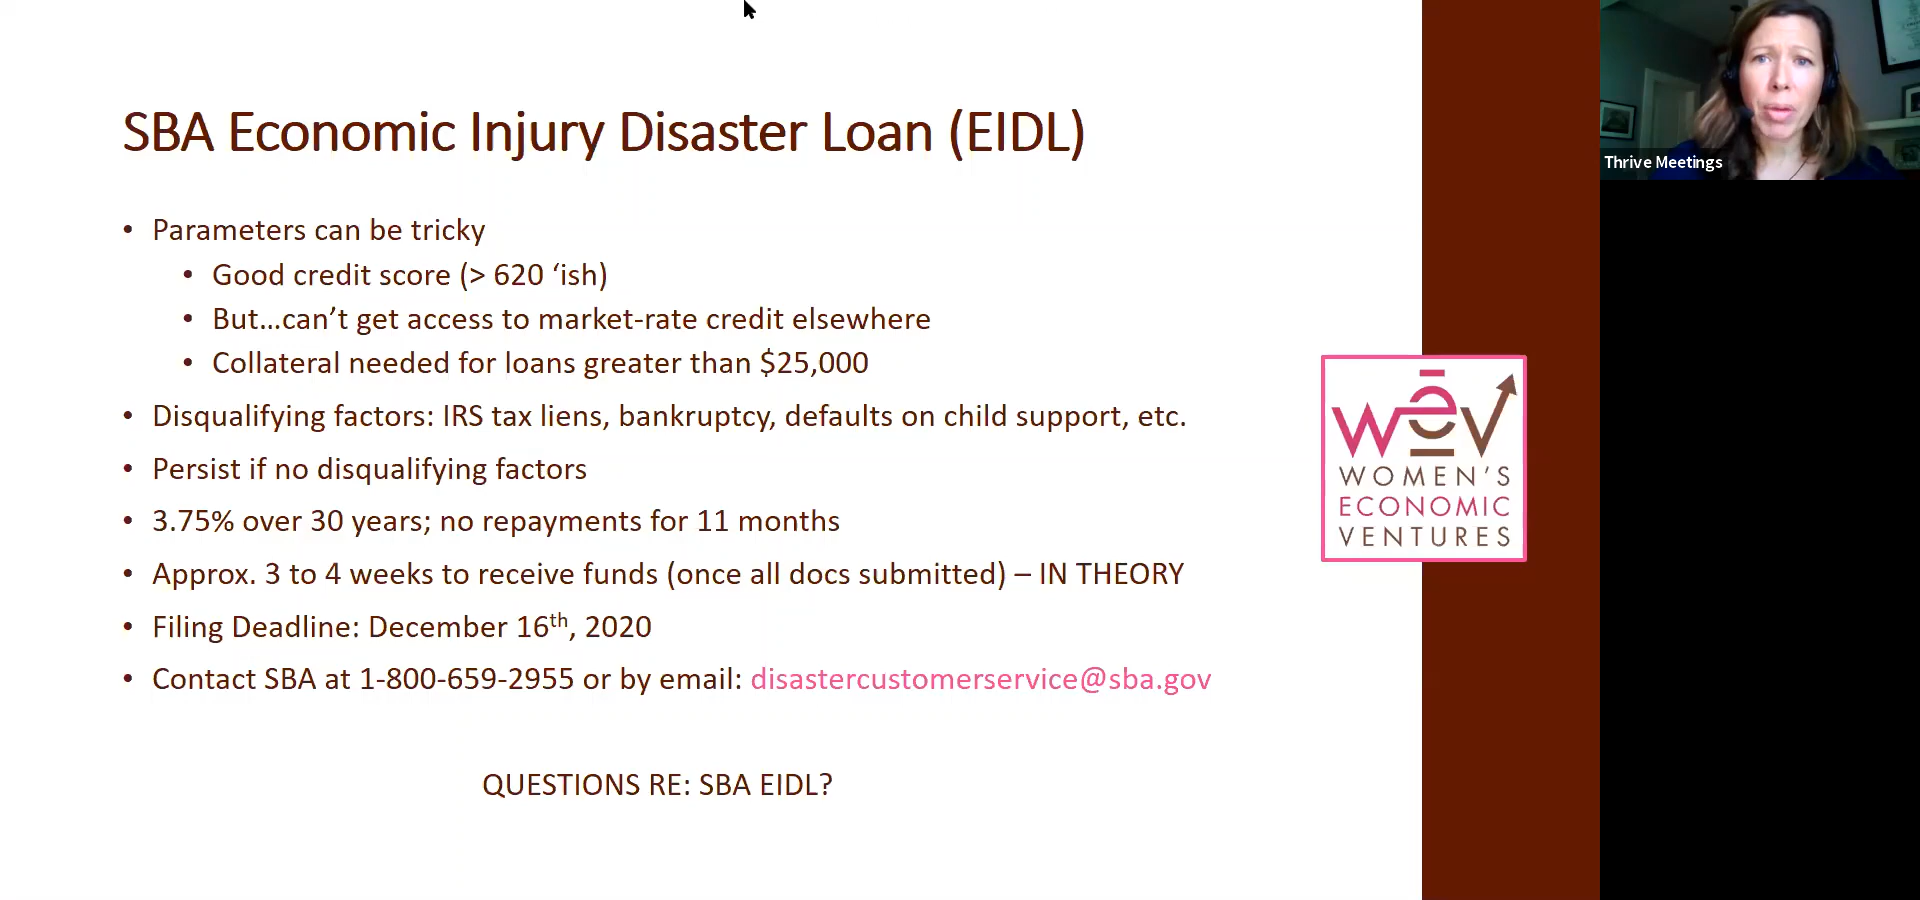 SBA Economic Injury Disaster Loan (EIDL)
• Parameters can be tricky
• Good credit score (> 620 ‘ish)
• But…can’t get access to market-rate credit elsewhere
• Collateral needed for loans greater than $25,000
• Disqualifying factors: IRS tax liens, bankruptcy, defaults on child support, etc.
• Persist if no disqualifying factors
• 3.75% over 30 years; no repayments for 11 months
• Approx. 3 to 4 weeks to receive funds (once all docs submitted) – IN THEORY
• Filing Deadline: December 16th, 2020
• Contact SBA at 1-800-659-2955 or by email: disastercustomerservice@sba.gov
QUESTIONS RE: SBA EIDL?
wev
WOMEN’S
ECONOMIC
VENTURES
Thrive Meetings